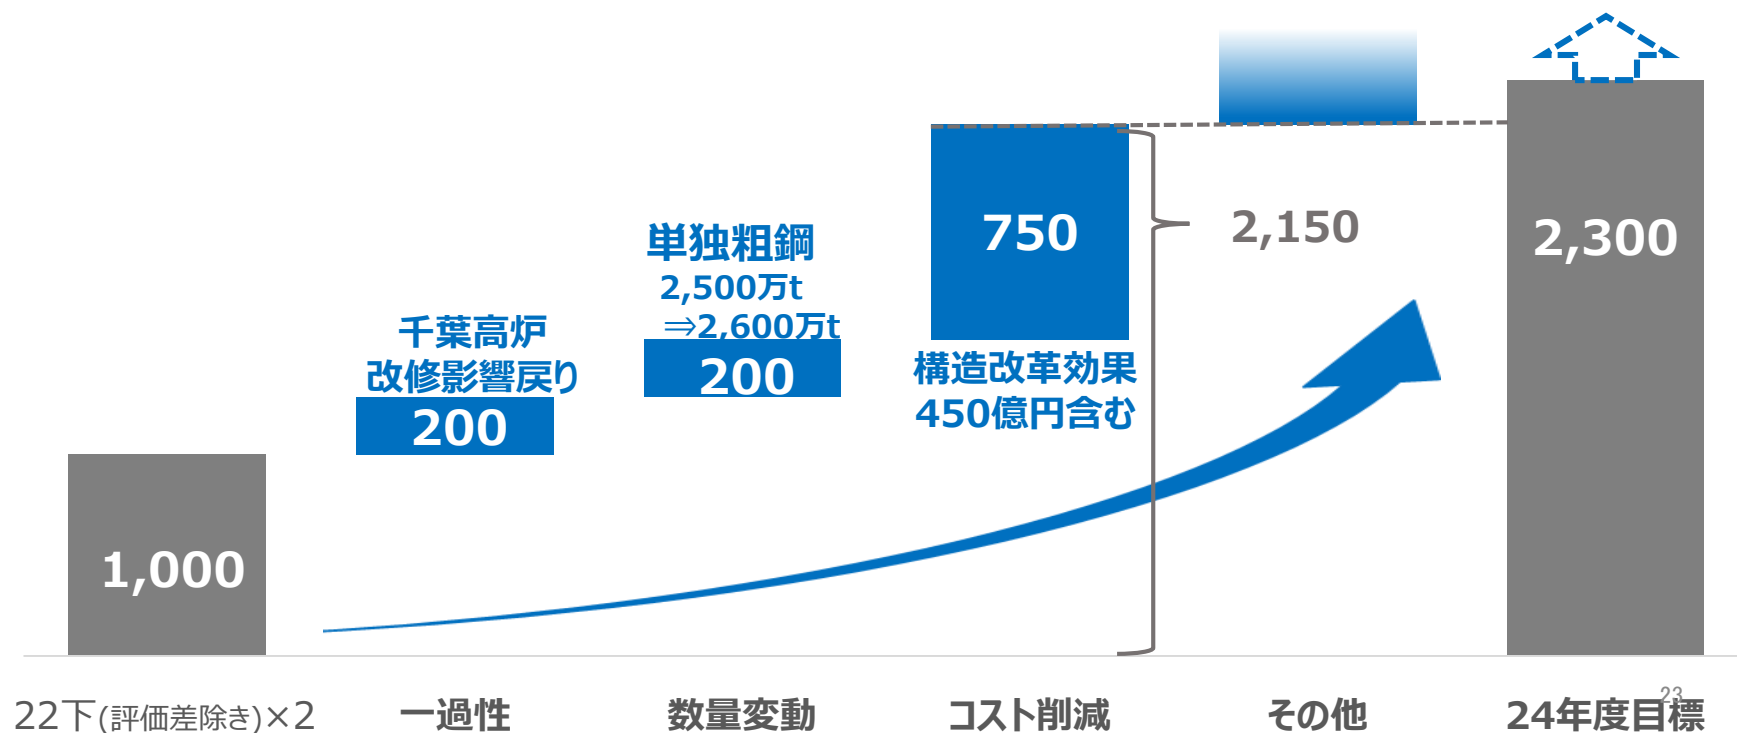 750
2,150
2,300
単独粗鋼
2,500万t
⇒2,600万t
200
千葉高炉
改修影響戻り
200
構造改革効果
450億円含む
1,000
22下(評価差除き)×2
一過性
数量変動
コスト削減
その他
24年度目標
23